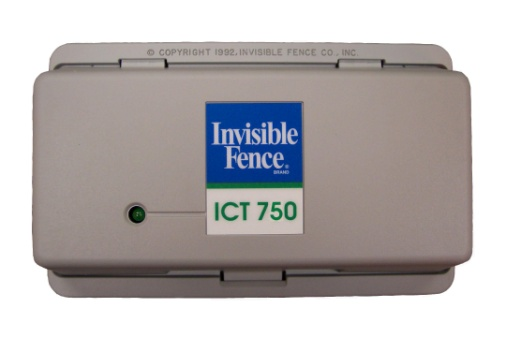 © COPYRIGHT 1992, INVISIBLE FENCE CO., INC.
Invisible
Fence®
BRAND
ICT 750